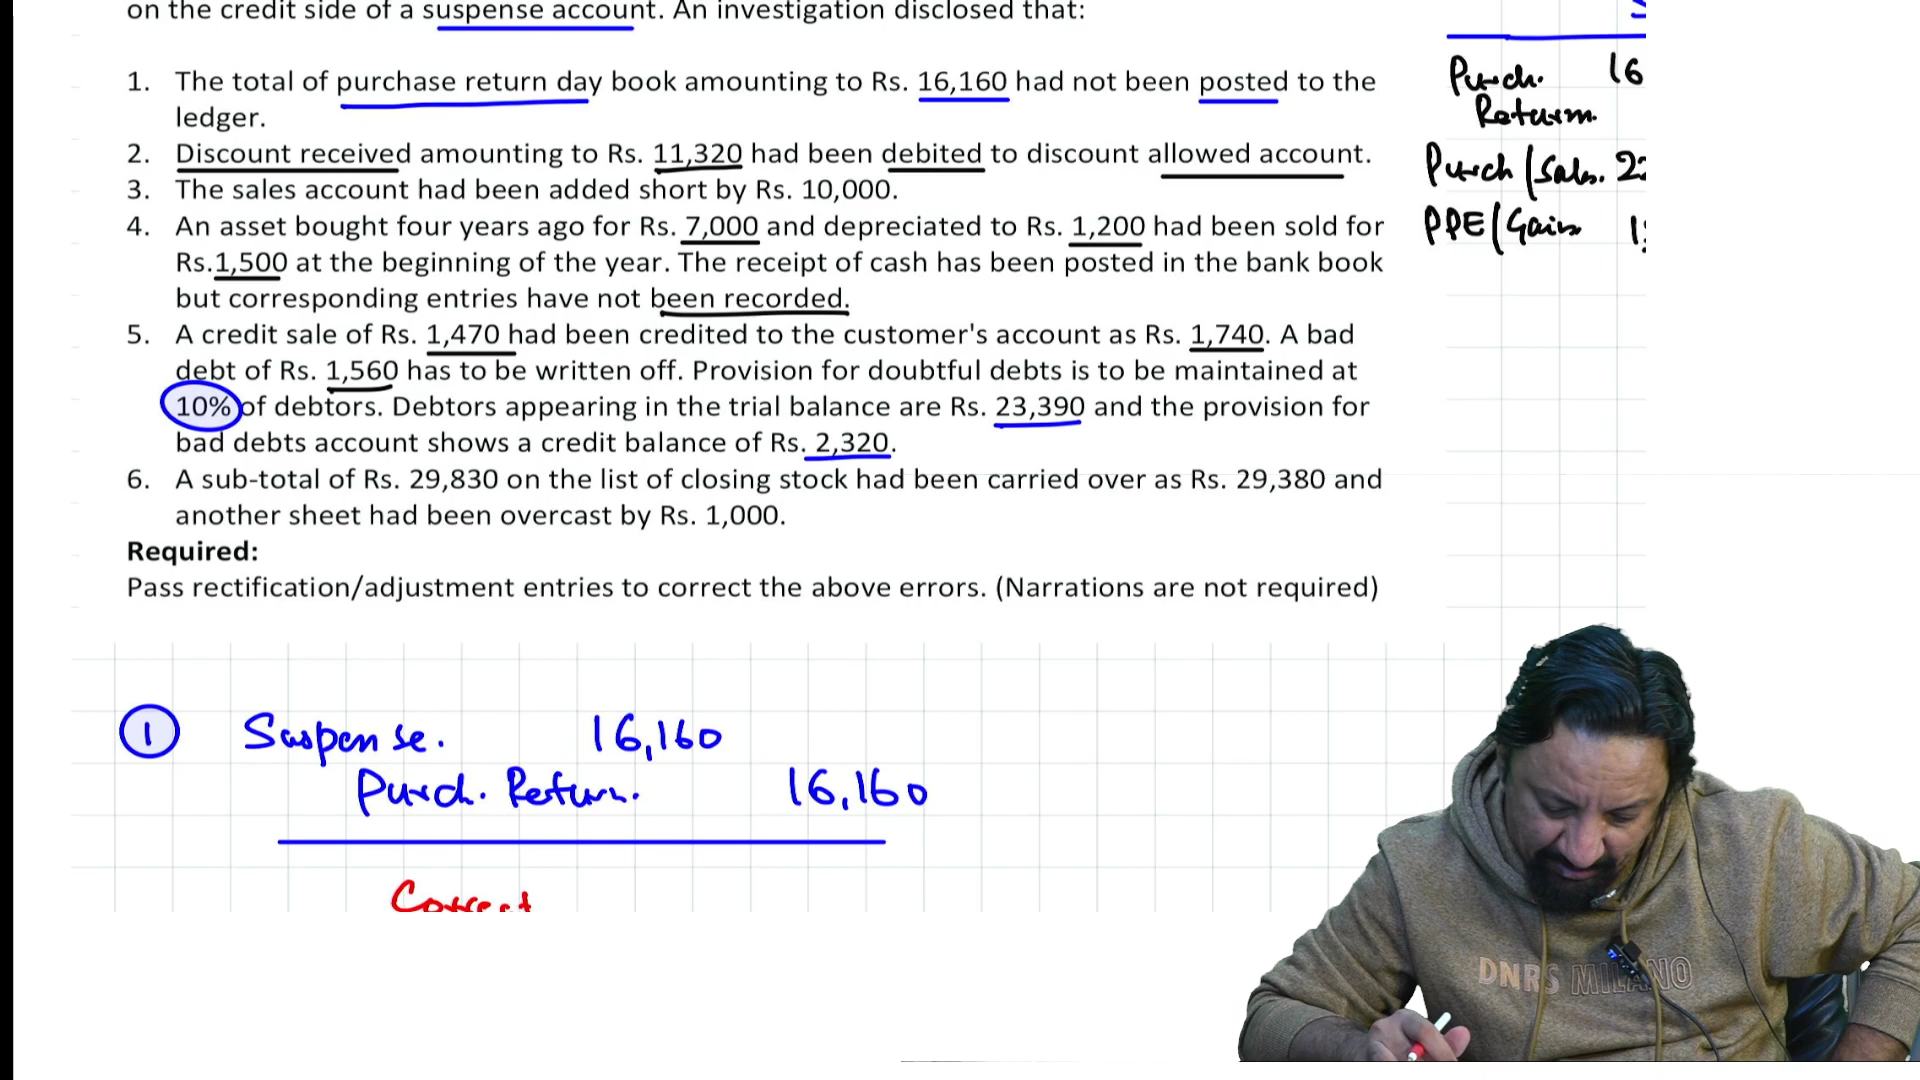 on the credit side of a suspense account. An investigation disclosed that:
1. The total of purchase return day book amounting to Rs. 16,160 had not been posted to the
ledger.
2. Discount received amounting to Rs. 11,320 had been debited to discount allowed account.
3. The sales account had been added short by Rs. 10,000.
4. An asset bought four years ago for Rs. 7,000 and depreciated to Rs. 1,200 had been sold for
Rs.1,500 at the beginning of the year. The receipt of cash has been posted in the bank book
but corresponding entries have not been recorded.
5. A credit sale of Rs. 1,470 had been credited to the customer's account as Rs. 1,740. A bad
debt of Rs. 1,560 has to be written off. Provision for doubtful debts is to be maintained at
10% of debtors. Debtors appearing in the trial balance are Rs. 23,390 and the provision for
bad debts account shows a credit balance of Rs. 2,320.
6. A sub-total of Rs. 29,830 on the list of closing stock had been carried over as Rs. 29,380 and
another sheet had been overcast by Rs. 1,000.
Required:
Pass rectification/adjustment entries to correct the above errors. (Narrations are not required)
Purch. 16
Return.
Purch/Sales. 22
PPE/Gain 1
1 Suspense. 16,160
Purch. Return. 16,160
Correct
DNRS MILANO